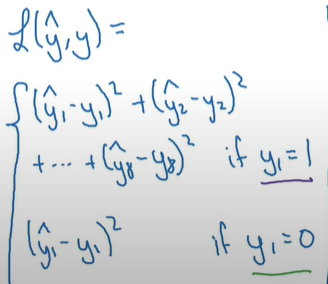 ℒ(ŷ,y) =
{(ŷ₁-y₁)² + (ŷ₂-y₂)²
+ ... + (ŷ₈-y₈)² if y₁=1
(ŷ₁-y₁)² if y₁=0